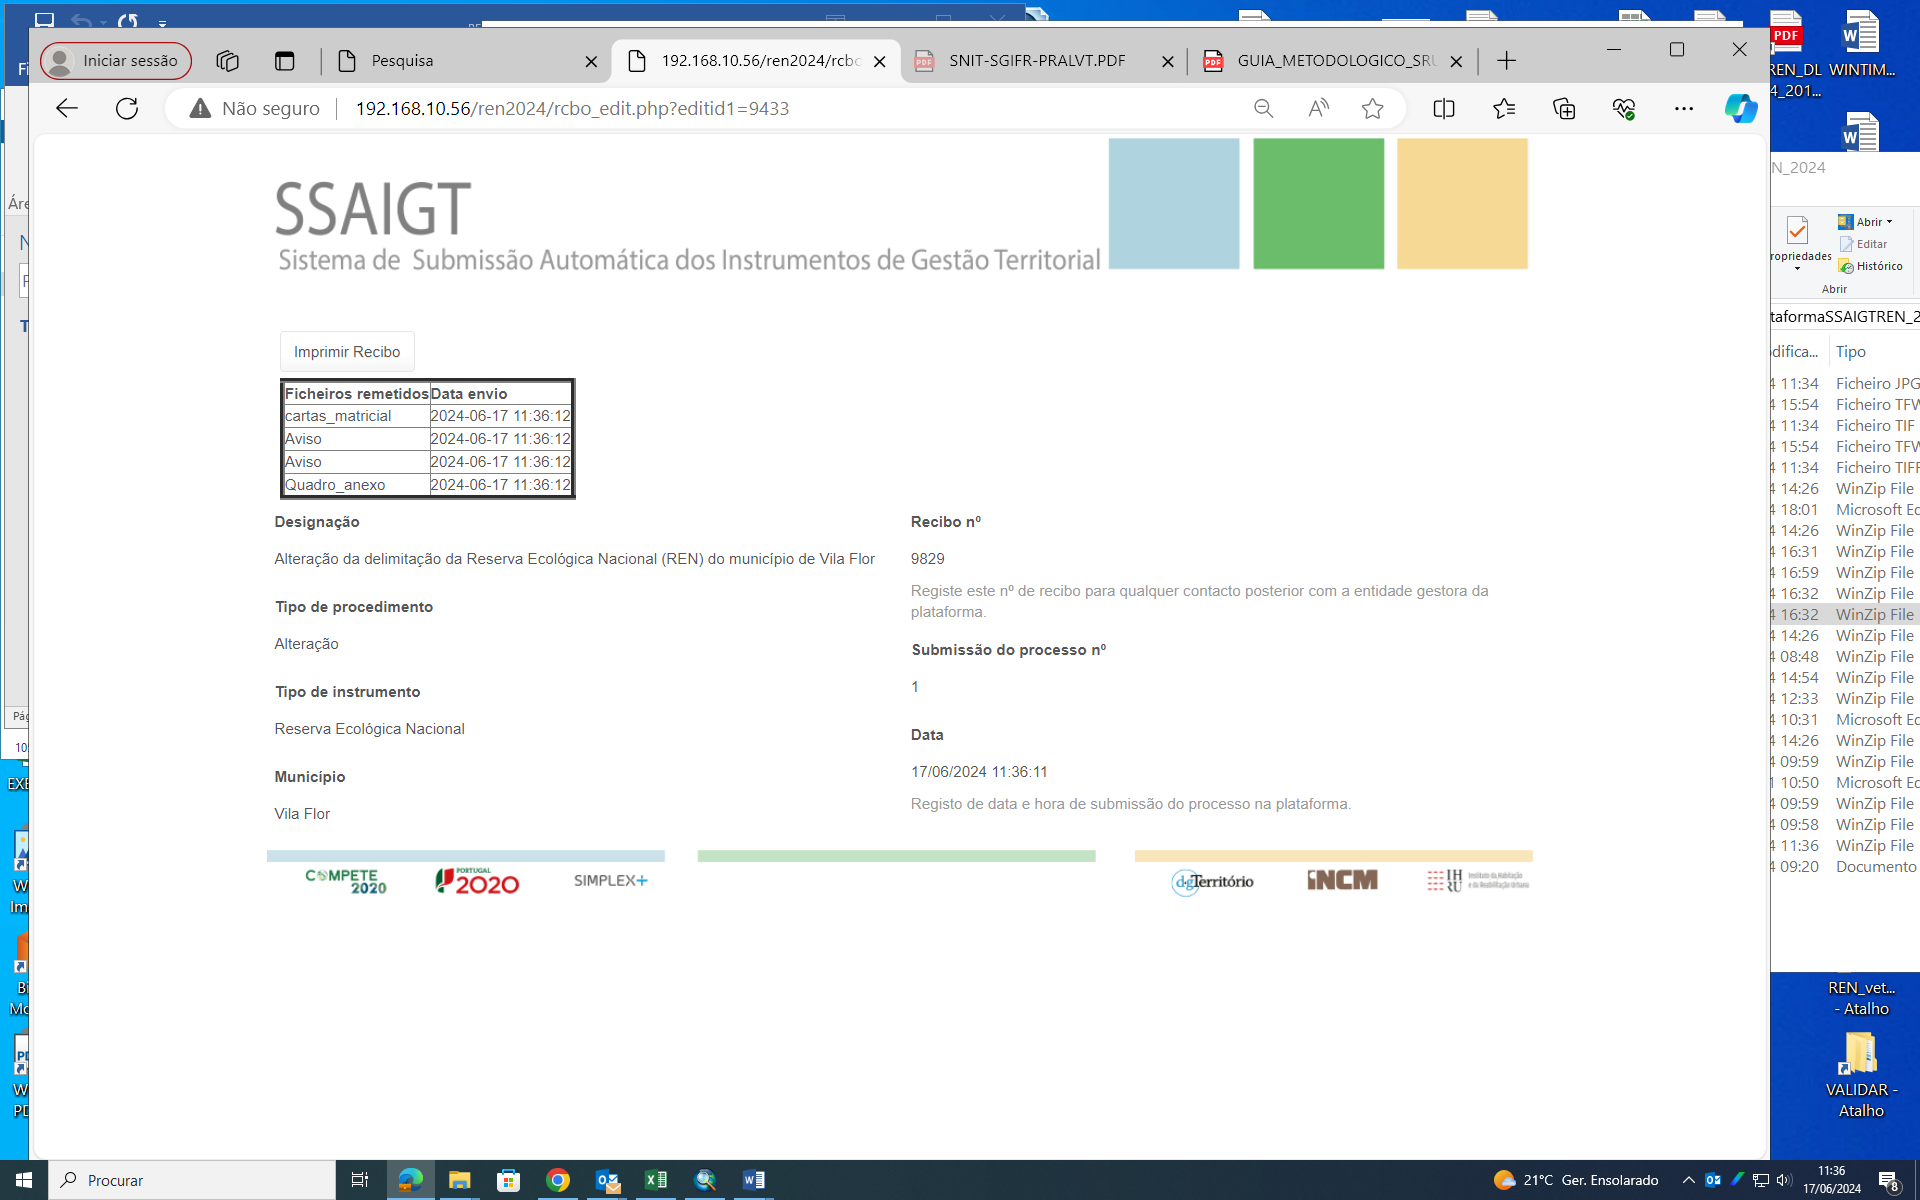 Iniciar sessão
Pesquisa
192.168.10.56/ren2024/rcbo
SNIT-SGIFR-PRALVT.PDF
GUIA_METODOLOGICO_SRU
Não seguro
192.168.10.56/ren2024/rcbo_edit.php?editid1=9433
SSAIGT
Sistema de Submissão Automática dos Instrumentos de Gestão Territorial
Imprimir Recibo
Ficheiros remetidos Data envio
cartas_matricial 2024-06-17 11:36:12
Aviso 2024-06-17 11:36:12
Aviso 2024-06-17 11:36:12
Quadro_anexo 2024-06-17 11:36:12
Designação
Alteração da delimitação da Reserva Ecológica Nacional (REN) do município de Vila Flor
Tipo de procedimento
Alteração
Tipo de instrumento
Reserva Ecológica Nacional
Município
Vila Flor
Recibo nº
9829
Registe este nº de recibo para qualquer contacto posterior com a entidade gestora da
plataforma.
Submissão do processo nº
1
Data
17/06/2024 11:36:11
Registo de data e hora de submissão do processo na plataforma.
COMPETE
2020
PORTUGAL
2020
SIMPLEX+
dgTerritório
INCM
IH
RU
Instituto da Habitação
e da Reabilitação Urbana
PDF
REN_DL WINTIM...
4_201...
N_2024
Abrir
Editar
Histórico
ropriedades
Abrir
taformaSSAIGTREN_2
difica... Tipo
4 11:34 Ficheiro JPG
4 15:54 Ficheiro TFW
4 11:34 Ficheiro TIF
4 15:54 Ficheiro TFW
4 11:34 Ficheiro TIFF
4 14:26 WinZip File
4 18:01 Microsoft Ed
4 14:26 WinZip File
4 16:31 WinZip File
4 16:59 WinZip File
4 16:32 WinZip File
4 16:32 WinZip File
4 14:26 WinZip File
4 08:48 WinZip File
4 14:54 WinZip File
4 12:33 WinZip File
4 10:31 Microsoft Ed
4 14:26 WinZip File
4 09:59 WinZip File
1 10:50 Microsoft Ed
4 09:59 WinZip File
4 09:58 WinZip File
4 11:36 WinZip File
4 09:20 Documento
REN_vet...
- Atalho
VALIDAR -
Atalho
Procurar
21°C Ger. Ensolarado
11:36
17/06/2024
8